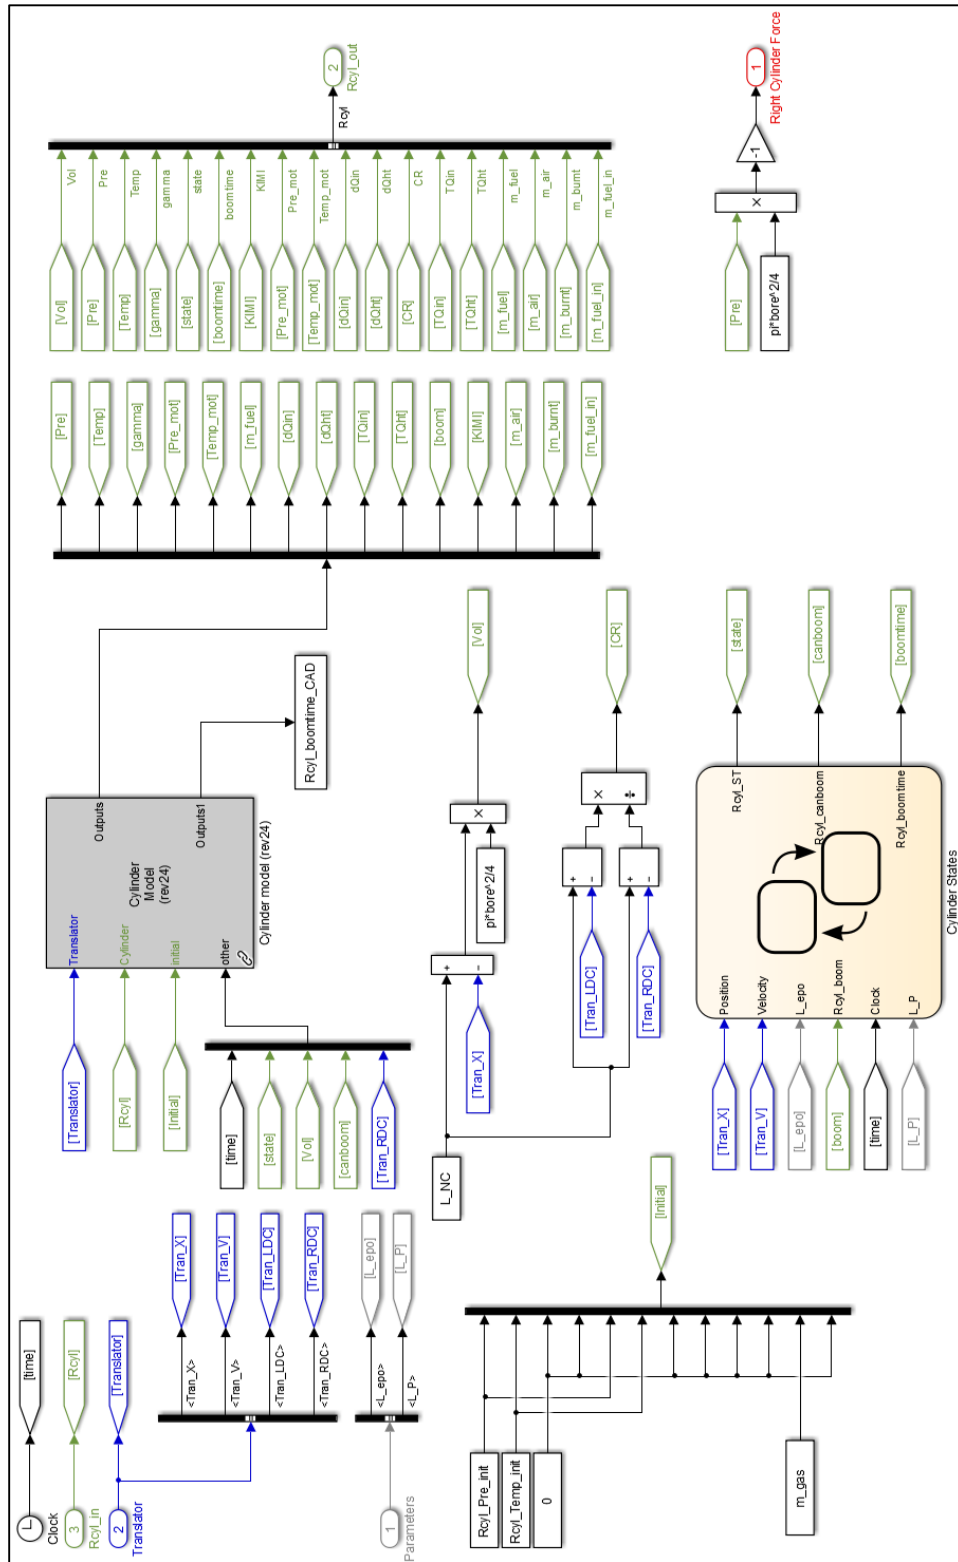 Clock
[time]
3
Rcyl_in
[Rcyl]
2
Translator
[Translator]
<Tran_X>
[Tran_X]
<Tran_V>
[Tran_V]
<Tran_LDC>
[Tran_LDC]
<Tran_RDC>
[Tran_RDC]
1
Parameters
<L_epo>
[L_epo]
<L_P>
[L_P]
Rcyl_Pre_init
Rcyl_Temp_init
0
m_gas
[Initial]
[Translator]
[Rcyl]
[Initial]
[time]
[state]
[Vol]
[canboom]
[Tran_RDC]
Translator
Cylinder
initial
other
Cylinder
Model
(rev24)
Outputs
Outputs1
Cylinder model (rev24)
Rcyl_boomtime_CAD
L_NC
[Tran_X]
+
-
pi*bore^2/4
×
[Vol]
[Tran_LDC]
+
-
[Tran_RDC]
+
-
×
÷
[CR]
[Tran_X]
[Tran_V]
[L_epo]
[boom]
[time]
[L_P]
Position
Velocity
L_epo
Rcyl_boom
Clock
L_P
Rcyl_ST
Rcyl_canboom
Rcyl_boomtime
Cylinder States
[state]
[canboom]
[boomtime]
[Pre]
[Temp]
[gamma]
[Pre_mot]
[Temp_mot]
[m_fuel]
[dQin]
[dQht]
[TQin]
[TQht]
[boom]
[KIMI]
[m_air]
[m_burnt]
[m_fuel_in]
[Vol]
Vol
[Pre]
Pre
[Temp]
Temp
[gamma]
gamma
[state]
state
[boomtime]
boomtime
[KIMI]
KIMI
[Pre_mot]
Pre_mot
[Temp_mot]
Temp_mot
[dQin]
dQin
[dQht]
dQht
[CR]
CR
[TQin]
TQin
[TQht]
TQht
[m_fuel]
m_fuel
[m_air]
m_air
[m_burnt]
m_burnt
[m_fuel_in]
m_fuel_in
Rcyl
2
Rcyl_out
[Pre]
pi*bore^2/4
×
-1
1
Right Cylinder Force